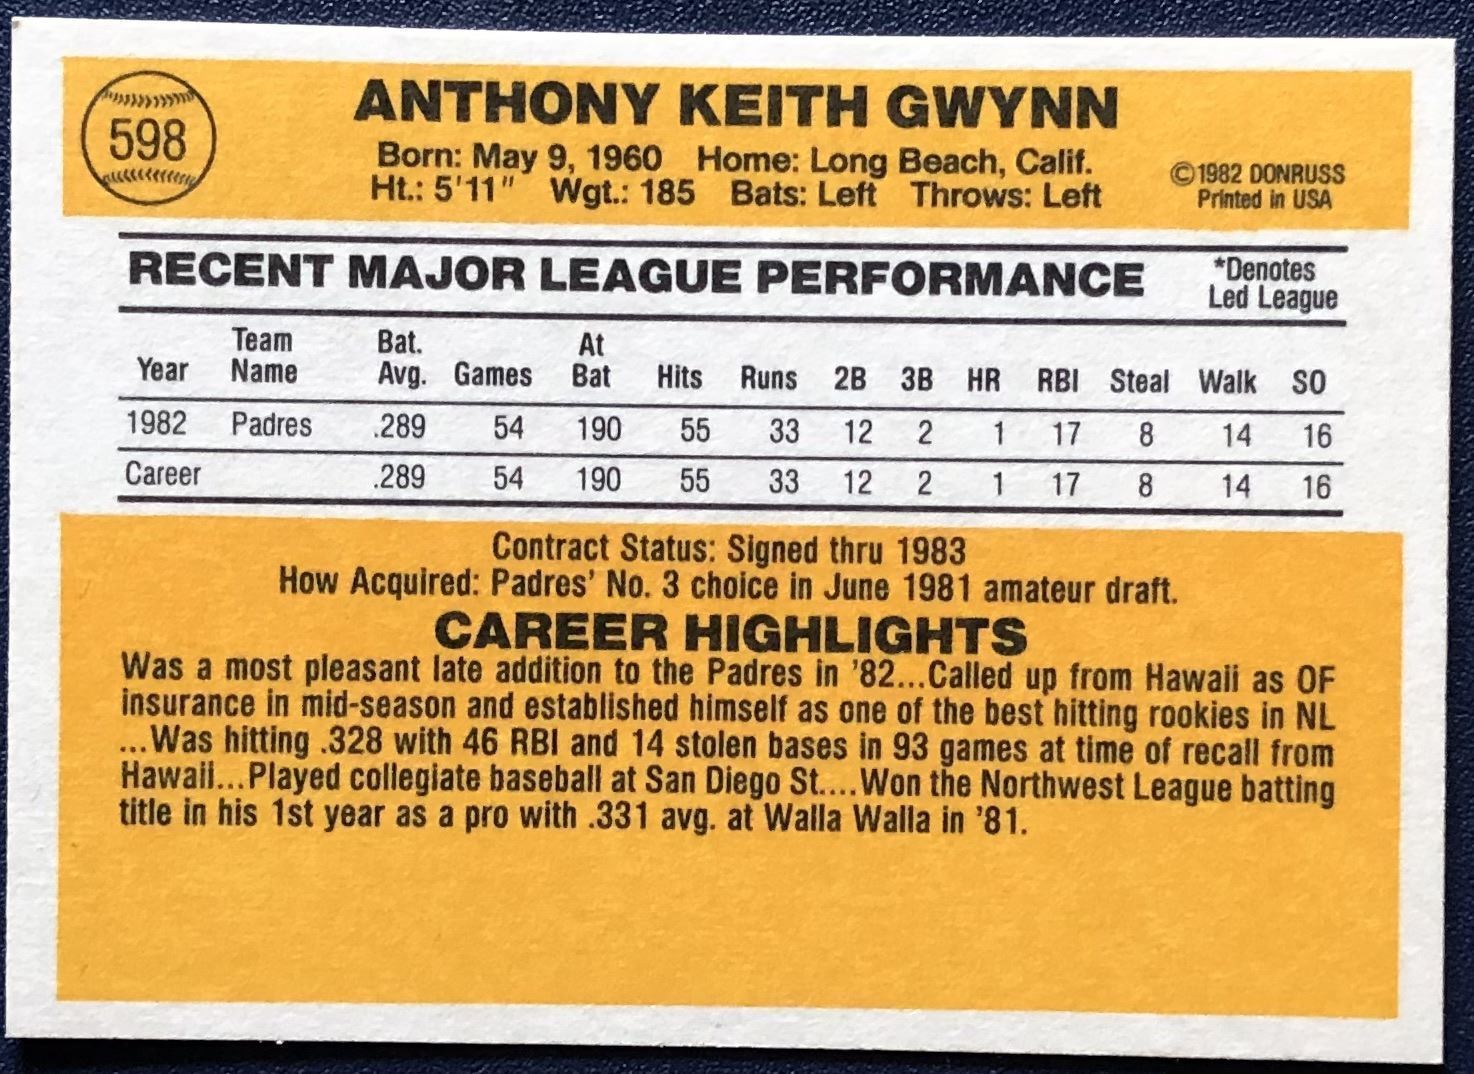 598
ANTHONY KEITH GWYNN
Born: May 9, 1960 Home: Long Beach, Calif.
Ht.: 5'11" Wgt.: 185 Bats: Left Throws: Left
©1982 DONRUSS
Printed in USA
RECENT MAJOR LEAGUE PERFORMANCE
*Denotes
Led League
Year Team Name Bat. Avg. Games At Bat Hits Runs 2B 3B HR RBI Steal Walk SO
1982 Padres .289 54 190 55 33 12 2 1 17 8 14 16
Career .289 54 190 55 33 12 2 1 17 8 14 16
Contract Status: Signed thru 1983
How Acquired: Padres' No. 3 choice in June 1981 amateur draft.
CAREER HIGHLIGHTS
Was a most pleasant late addition to the Padres in '82...Called up from Hawaii as OF
insurance in mid-season and established himself as one of the best hitting rookies in NL
...Was hitting .328 with 46 RBI and 14 stolen bases in 93 games at time of recall from
Hawaii...Played collegiate baseball at San Diego St....Won the Northwest League batting
title in his 1st year as a pro with .331 avg. at Walla Walla in '81.